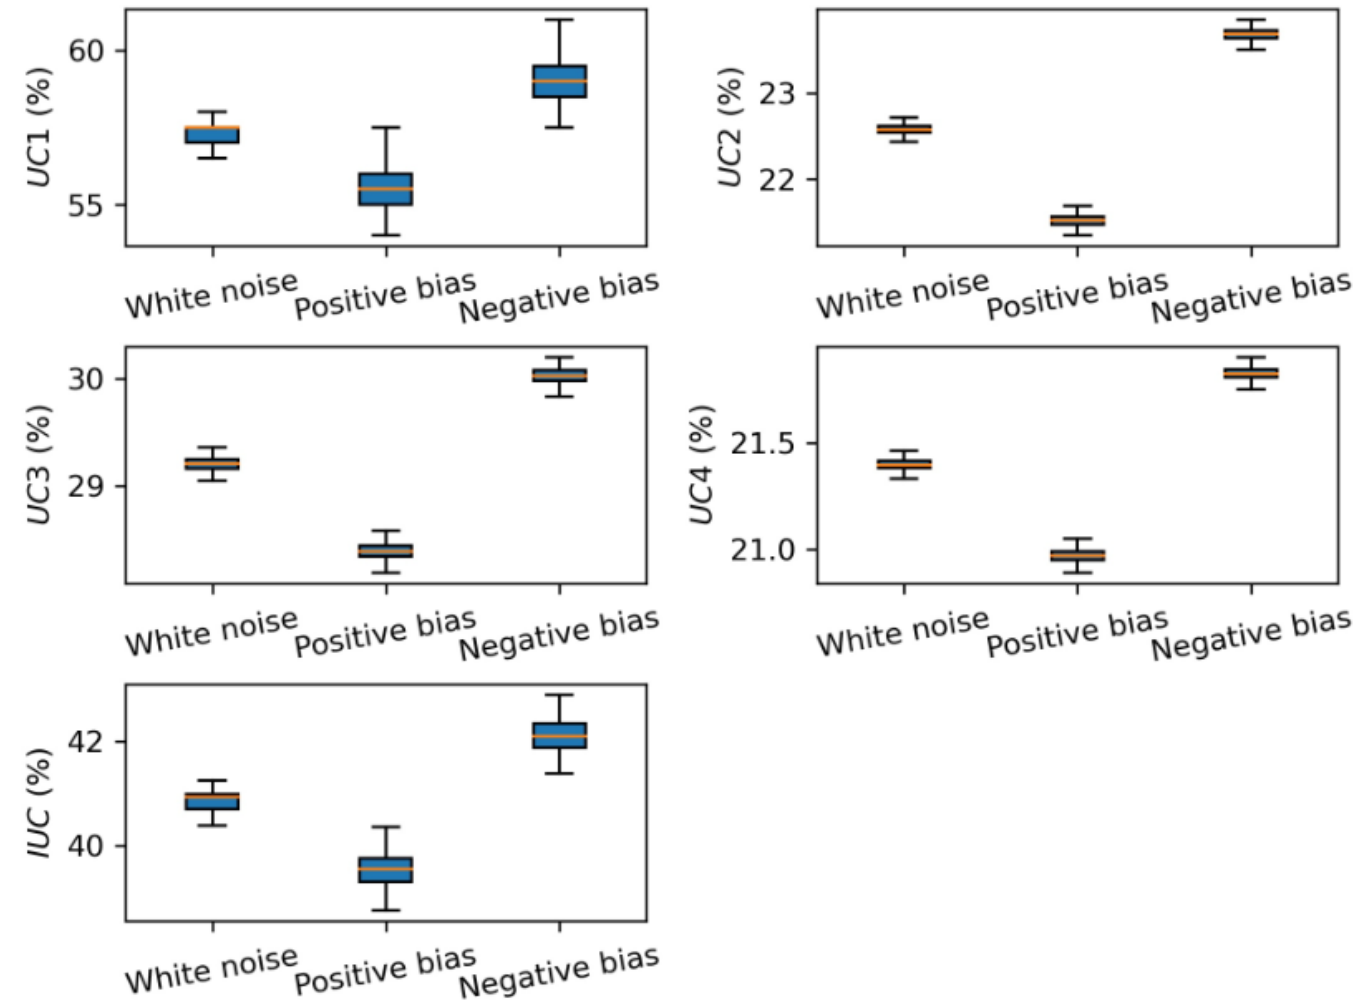 UC1 (%)
60
55
White noise
Positive bias
Negative bias
UC2 (%)
23
22
White noise
Positive bias
Negative bias
UC3 (%)
30
29
White noise
Positive bias
Negative bias
UC4 (%)
21.5
21.0
White noise
Positive bias
Negative bias
IUC (%)
42
40
White noise
Positive bias
Negative bias